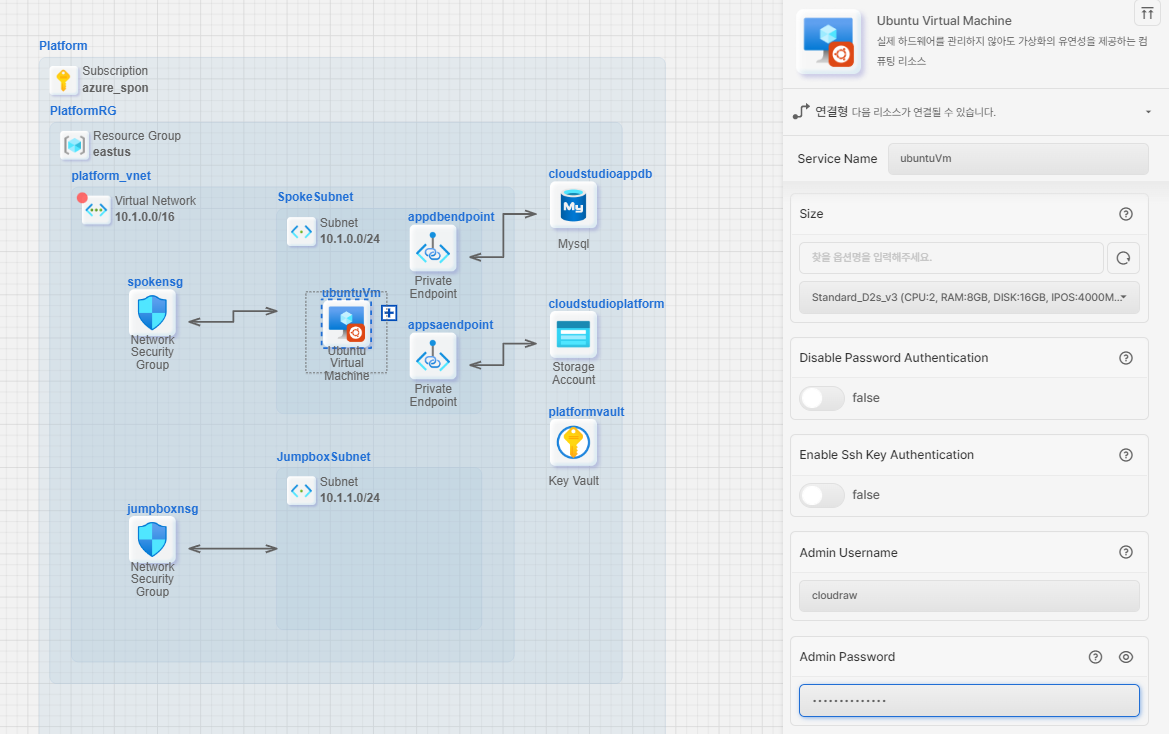 Platform
Subscription
azure_spon
PlatformRG
Resource Group
eastus
platform_vnet
Virtual Network
10.1.0.0/16
SpokeSubnet
Subnet
10.1.0.0/24
appdbendpoint
Private
Endpoint
cloudstudioappdb
My
Mysql
spokensg
Network
Security
Group
ubuntuVm
Ubuntu
Virtual
Machine
appsaendpoint
Private
Endpoint
cloudstudioplatform
Storage
Account
platformvault
Key Vault
JumpboxSubnet
Subnet
10.1.1.0/24
jumpboxnsg
Network
Security
Group
Ubuntu Virtual Machine
실제 하드웨어를 관리하지 않아도 가상화의 유연성을 제공하는 컴
퓨팅 리소스
연결형 다음 리소스가 연결될 수 있습니다.
Service Name
ubuntuVm
Size
찾을 옵션명을 입력해주세요.
Standard_D2s_v3 (CPU:2, RAM:8GB, DISK:16GB, IPOS:4000M...
Disable Password Authentication
false
Enable Ssh Key Authentication
false
Admin Username
cloudraw
Admin Password
••••••••••••••